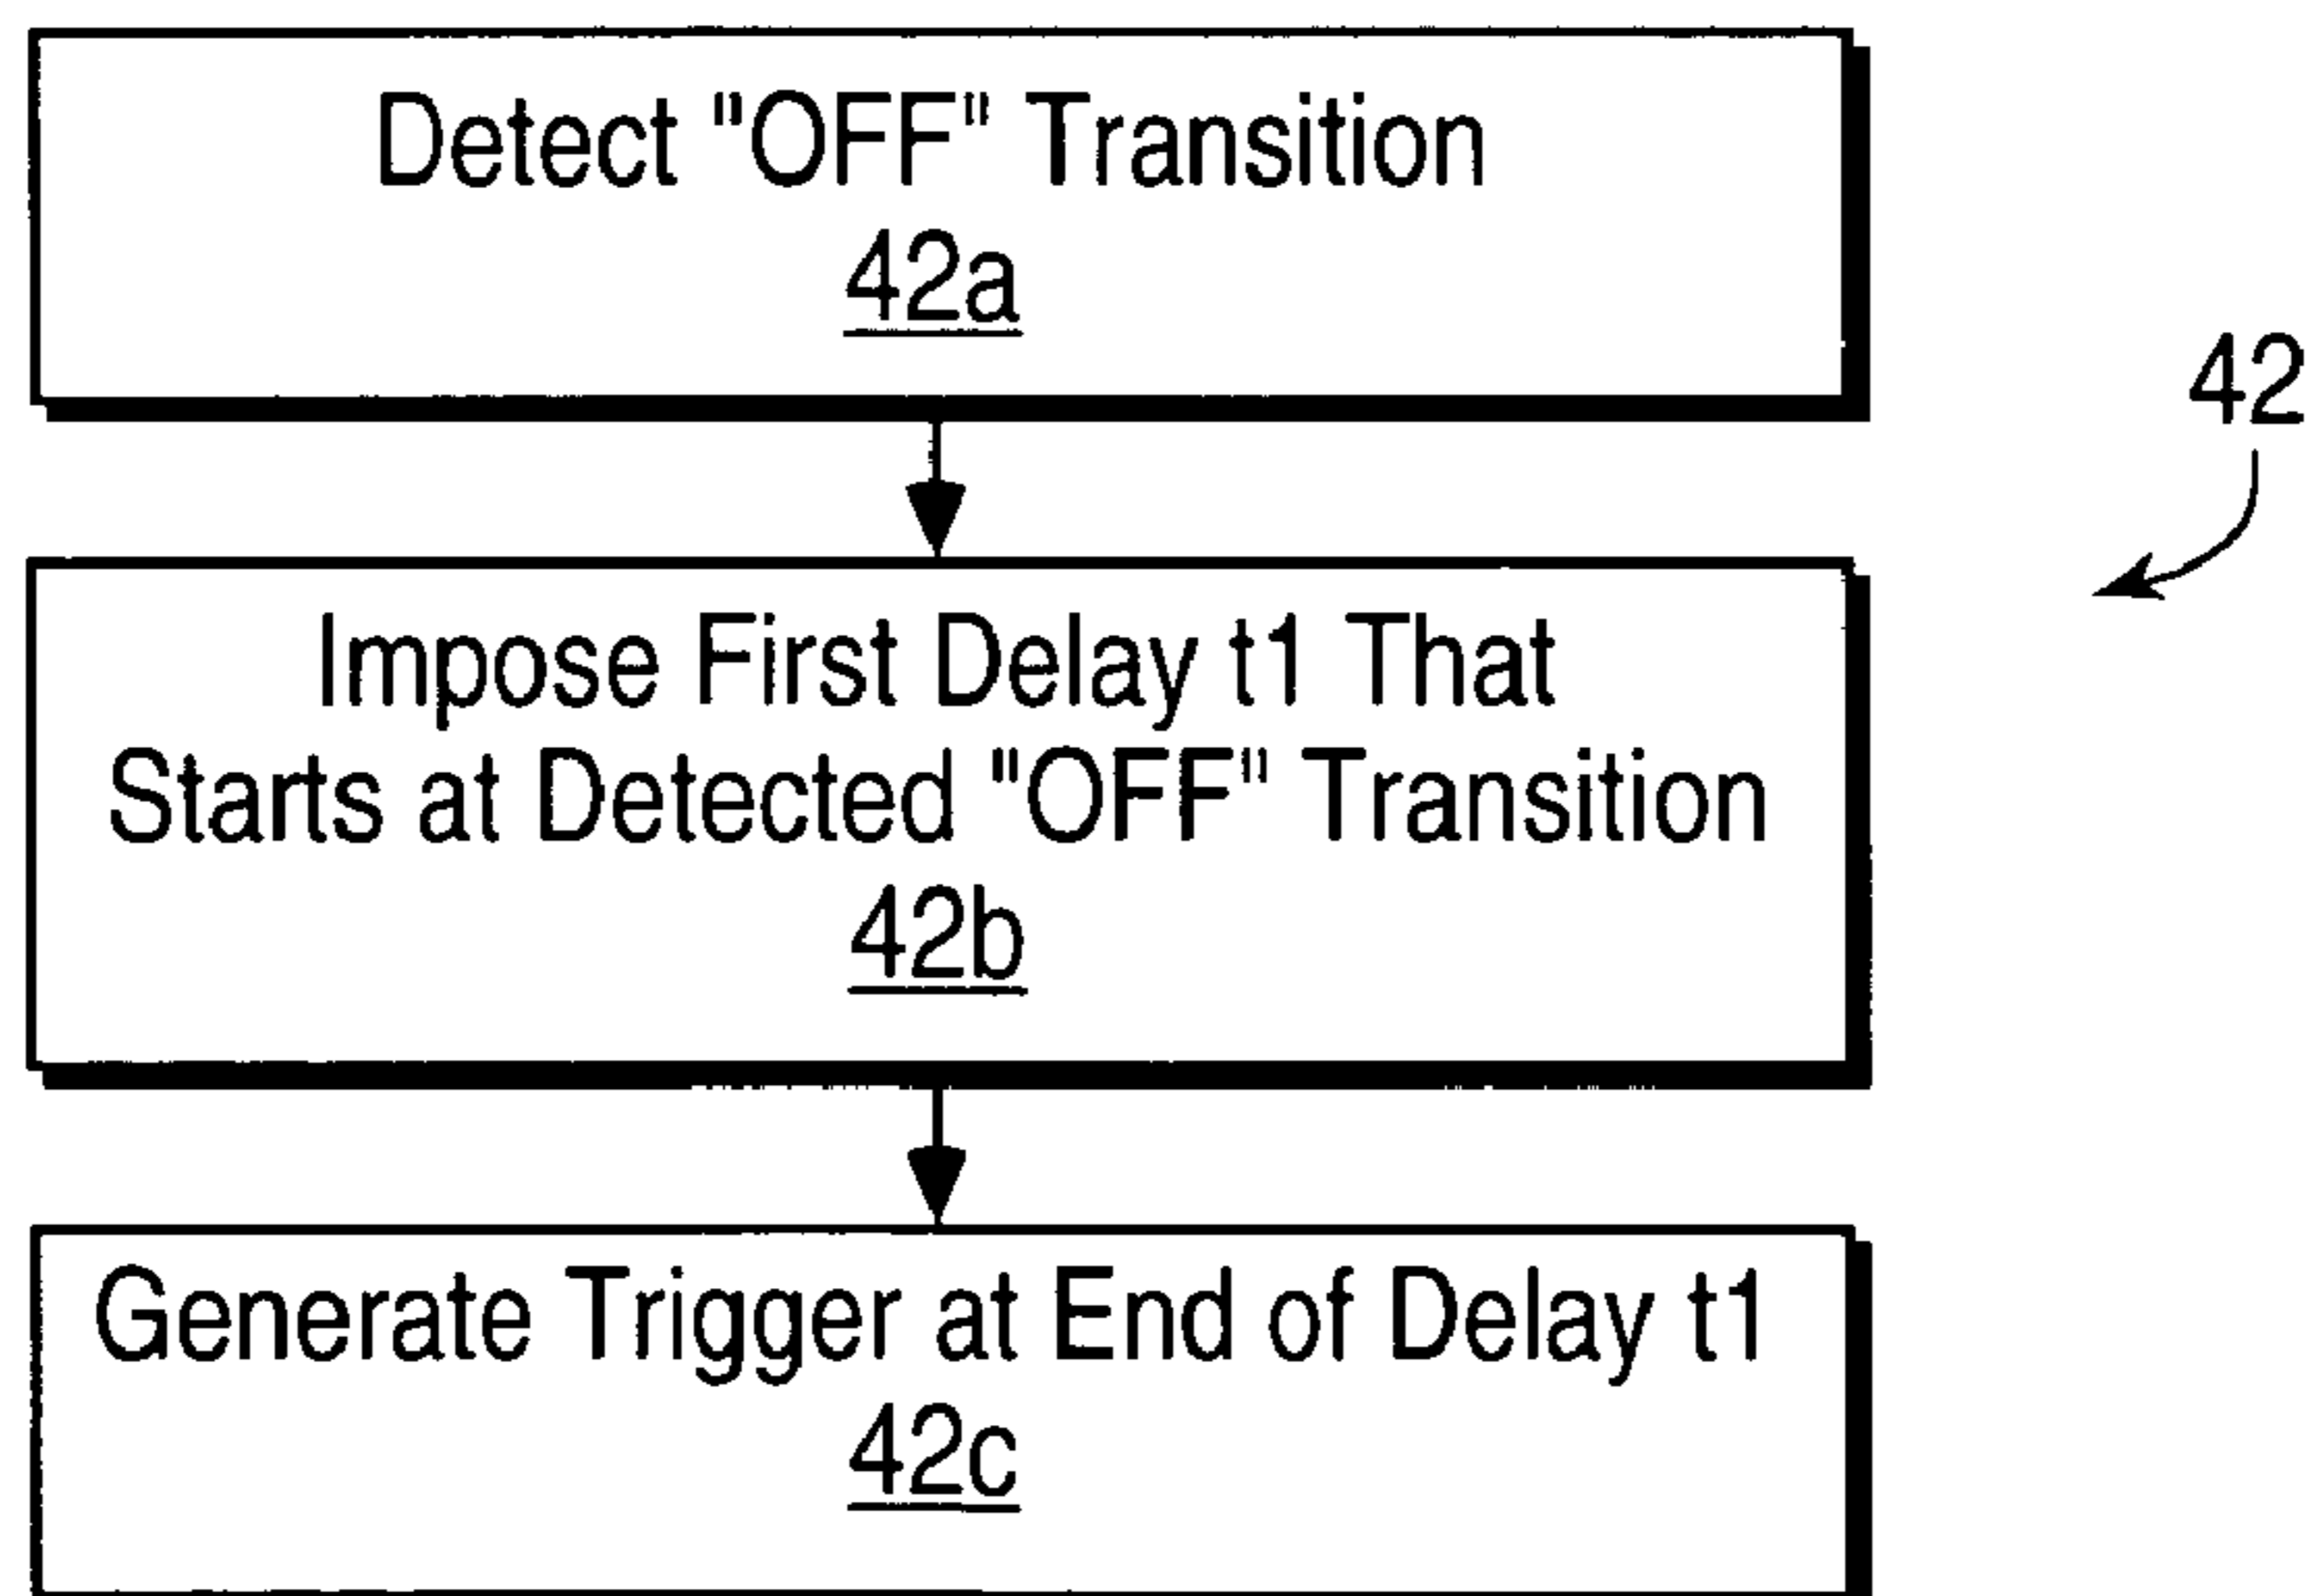 Detect "OFF" Transition
42a
42
Impose First Delay t1 That
Starts at Detected "OFF" Transition
42b
Generate Trigger at End of Delay t1
42c